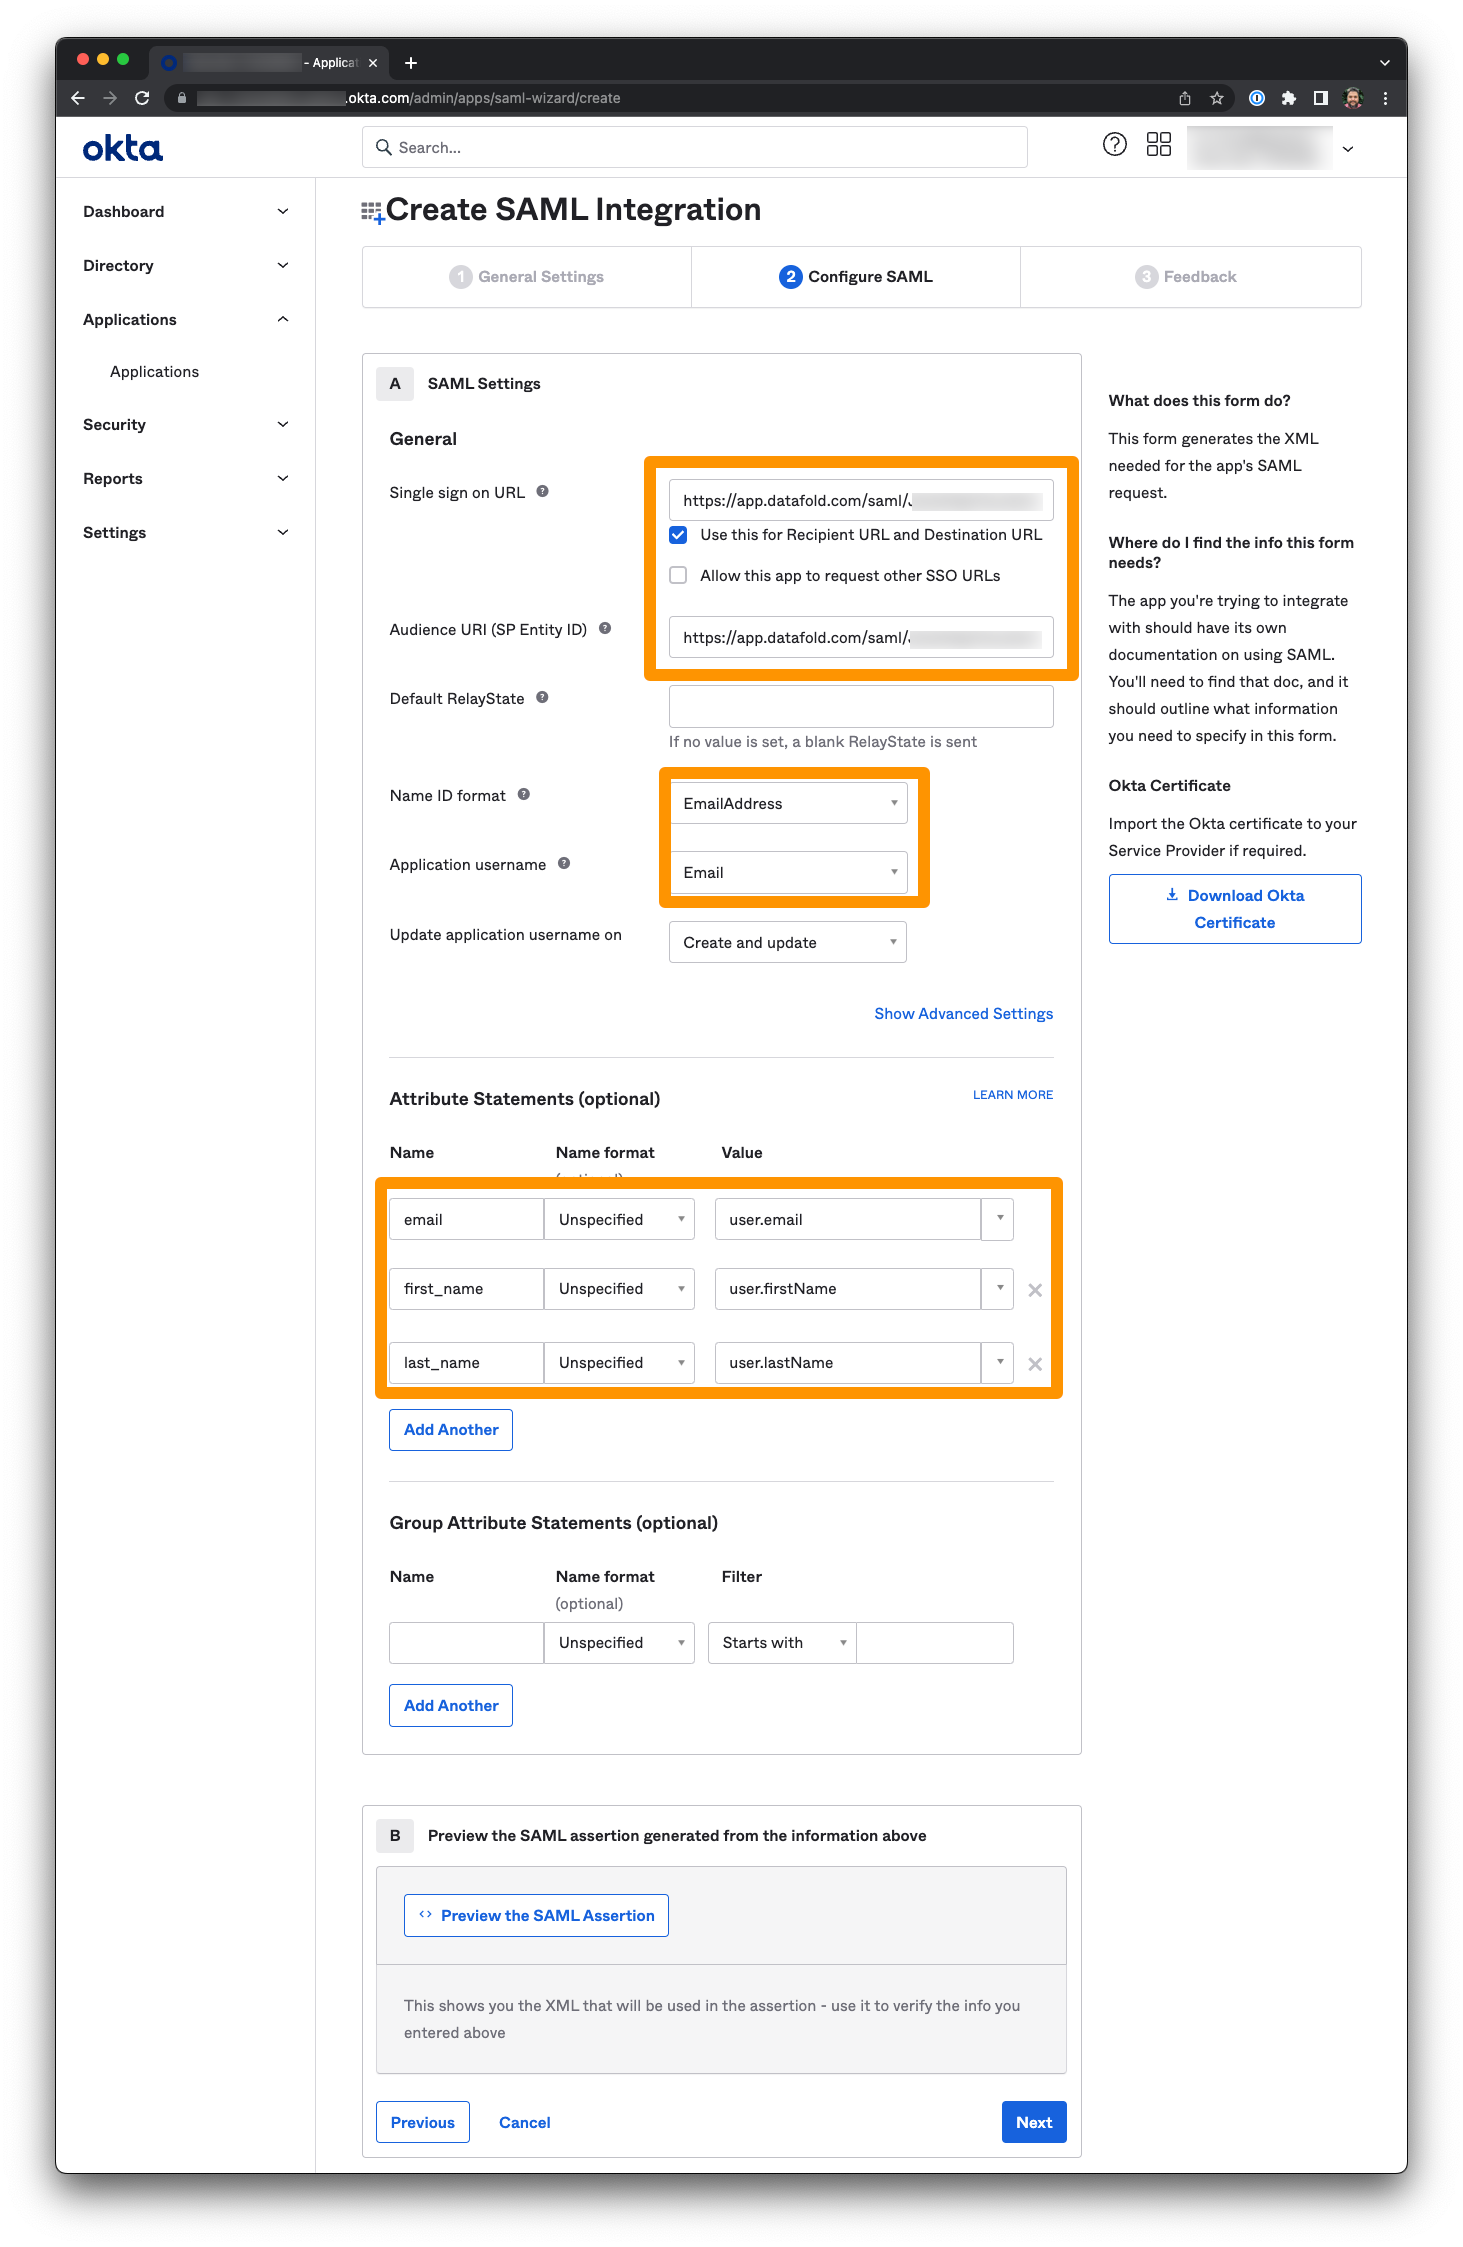 - Applicat
.okta.com/admin/apps/saml-wizard/create
okta
Search...
Dashboard
Directory
Applications
Applications
Security
Reports
Settings
Create SAML Integration
1 General Settings
2 Configure SAML
3 Feedback
A SAML Settings
General
Single sign on URL
https://app.datafold.com/saml/
Use this for Recipient URL and Destination URL
Allow this app to request other SSO URLs
Audience URI (SP Entity ID)
https://app.datafold.com/saml/
Default RelayState
If no value is set, a blank RelayState is sent
Name ID format
EmailAddress
Application username
Email
Update application username on
Create and update
Show Advanced Settings
Attribute Statements (optional)
LEARN MORE
Name Name format Value
email Unspecified user.email
first_name Unspecified user.firstName
last_name Unspecified user.lastName
Add Another
Group Attribute Statements (optional)
Name Name format Filter
(optional)
Unspecified Starts with
Add Another
B Preview the SAML assertion generated from the information above
<> Preview the SAML Assertion
This shows you the XML that will be used in the assertion - use it to verify the info you
entered above
Previous Cancel Next
What does this form do?
This form generates the XML
needed for the app's SAML
request.
Where do I find the info this form
needs?
The app you're trying to integrate
with should have its own
documentation on using SAML.
You'll need to find that doc, and it
should outline what information
you need to specify in this form.
Okta Certificate
Import the Okta certificate to your
Service Provider if required.
Download Okta
Certificate